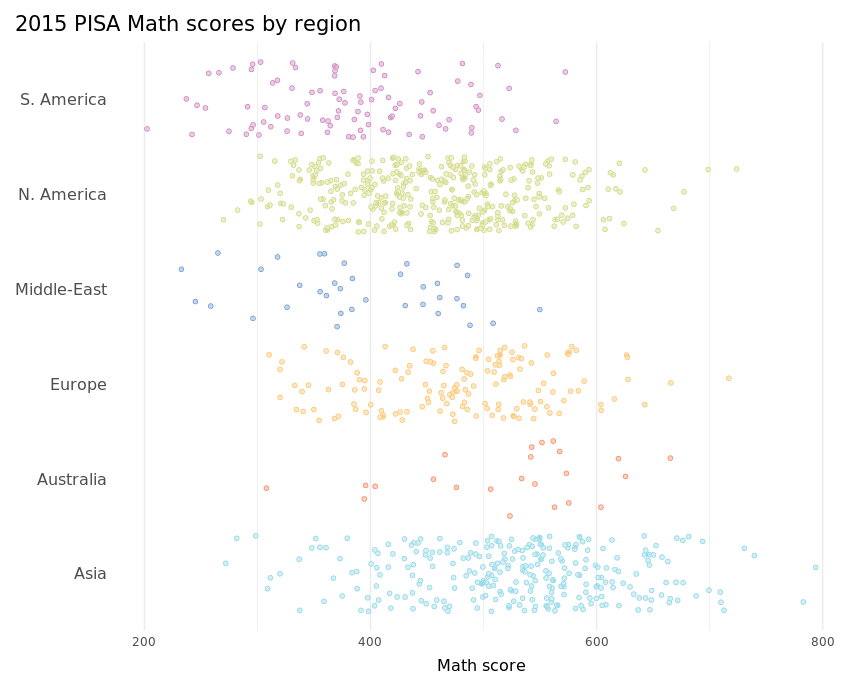 2015 PISA Math scores by region
S. America
N. America
Middle-East
Europe
Australia
Asia
200 400 600 800
Math score